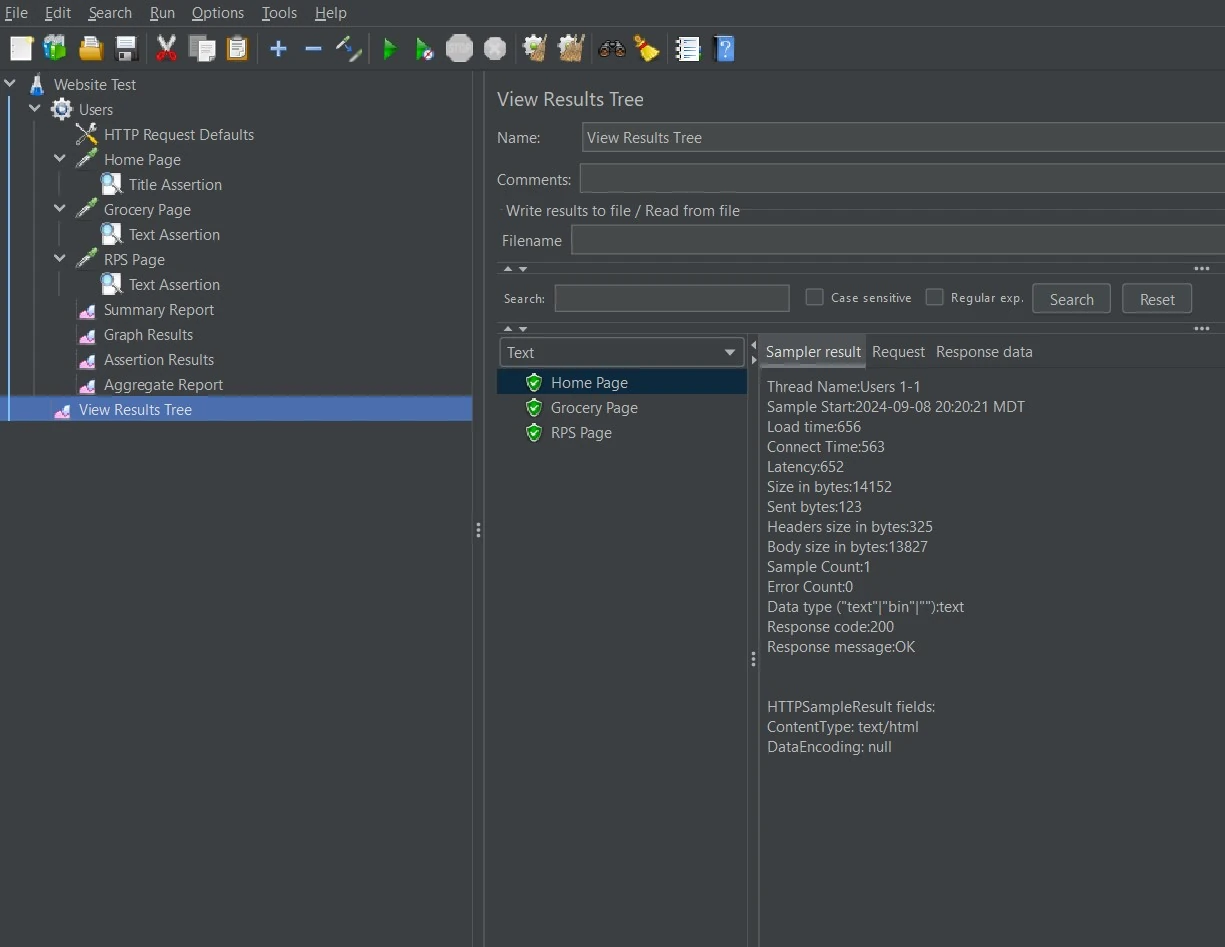 File Edit Search Run Options Tools Help
STOP
Website Test
Users
HTTP Request Defaults
Home Page
Title Assertion
Grocery Page
Text Assertion
RPS Page
Text Assertion
Summary Report
Graph Results
Assertion Results
Aggregate Report
View Results Tree
View Results Tree
Name: View Results Tree
Comments:
Write results to file / Read from file
Filename
Search: Case sensitive Regular exp. Search Reset
Text
Home Page
Grocery Page
RPS Page
Sampler result Request Response data
Thread Name:Users 1-1
Sample Start:2024-09-08 20:20:21 MDT
Load time:656
Connect Time:563
Latency:652
Size in bytes:14152
Sent bytes:123
Headers size in bytes:325
Body size in bytes:13827
Sample Count:1
Error Count:0
Data type ("text"|"bin"|""):text
Response code:200
Response message:OK
HTTPSampleResult fields:
ContentType: text/html
DataEncoding: null